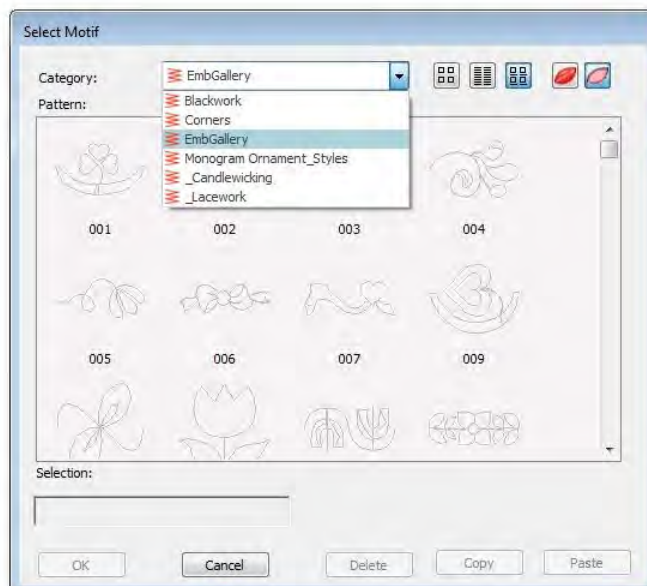 Select Motif
Category:
EmbGallery
Pattern:
Blackwork
Corners
EmbGallery
Monogram Ornament_Styles
_Candlewicking
_Lacework
001 002 003 004
005 006 007 009
Selection:
OK Cancel Delete Copy Paste